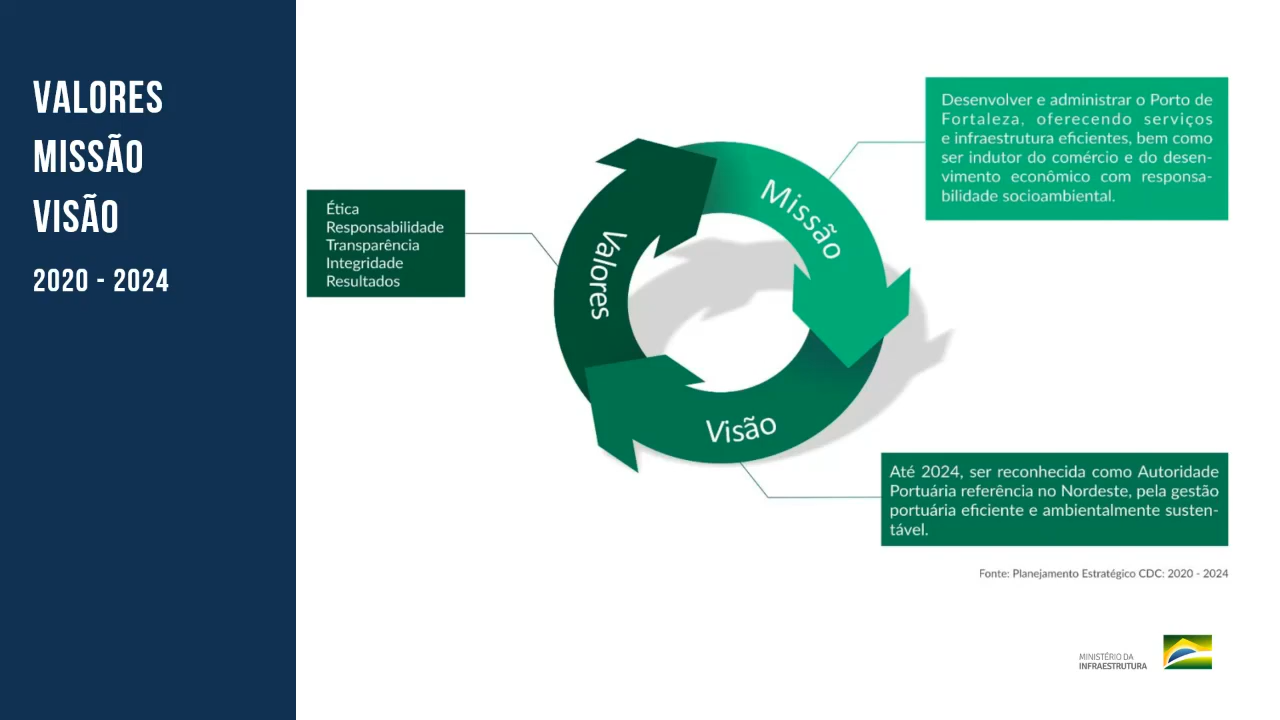 VALORES
MISSÃO
VISÃO
2020 - 2024
Desenvolver e administrar o Porto de
Fortaleza, oferecendo serviços
e infraestrutura eficientes, bem como
ser indutor do comércio e do desen-
vimento econômico com responsa-
bilidade socioambiental.
Missão
Ética
Responsabilidade
Transparência
Integridade
Resultados
Valores
Visão
Até 2024, ser reconhecida como Autoridade
Portuária referência no Nordeste, pela gestão
portuária eficiente e ambientalmente susten-
tável.
Fonte: Planejamento Estratégico CDC: 2020 - 2024
MINISTÉRIO DA
INFRAESTRUTURA